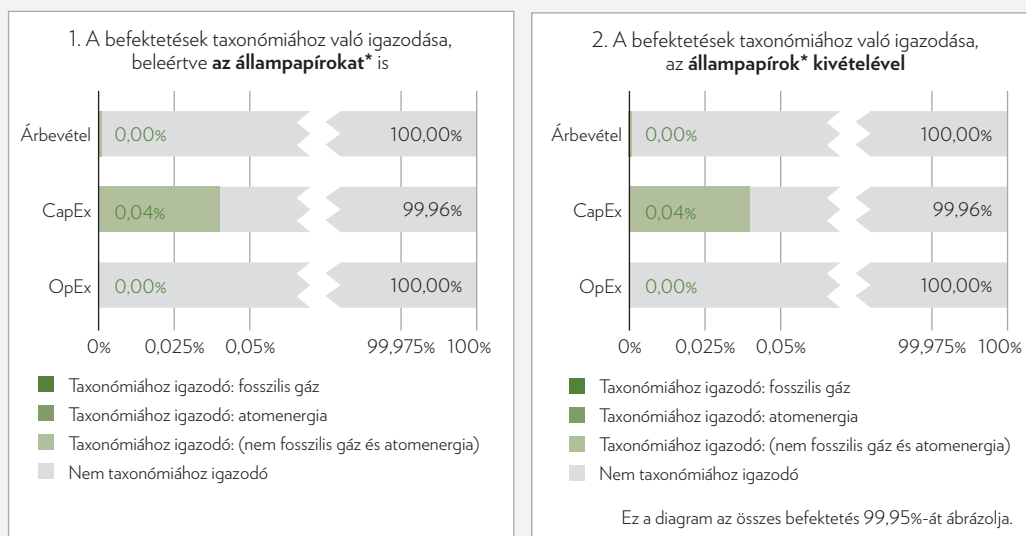 1. A befektetések taxonómiához való igazodása,
beleértve az állampapírokat* is
Árbevétel 0,00% 100,00%
CapEx 0,04% 99,96%
OpEx 0,00% 100,00%
0% 0,025% 0,05% 99,975% 100%
Taxonómiához igazodó: fosszilis gáz
Taxonómiához igazodó: atomenergia
Taxonómiához igazodó: (nem fosszilis gáz és atomenergia)
Nem taxonómiához igazodó
2. A befektetések taxonómiához való igazodása,
az állampapírok* kivételével
Árbevétel 0,00% 100,00%
CapEx 0,04% 99,96%
OpEx 0,00% 100,00%
0% 0,025% 0,05% 99,975% 100%
Taxonómiához igazodó: fosszilis gáz
Taxonómiához igazodó: atomenergia
Taxonómiához igazodó: (nem fosszilis gáz és atomenergia)
Nem taxonómiához igazodó
Ez a diagram az összes befektetés 99,95%-át ábrázolja.